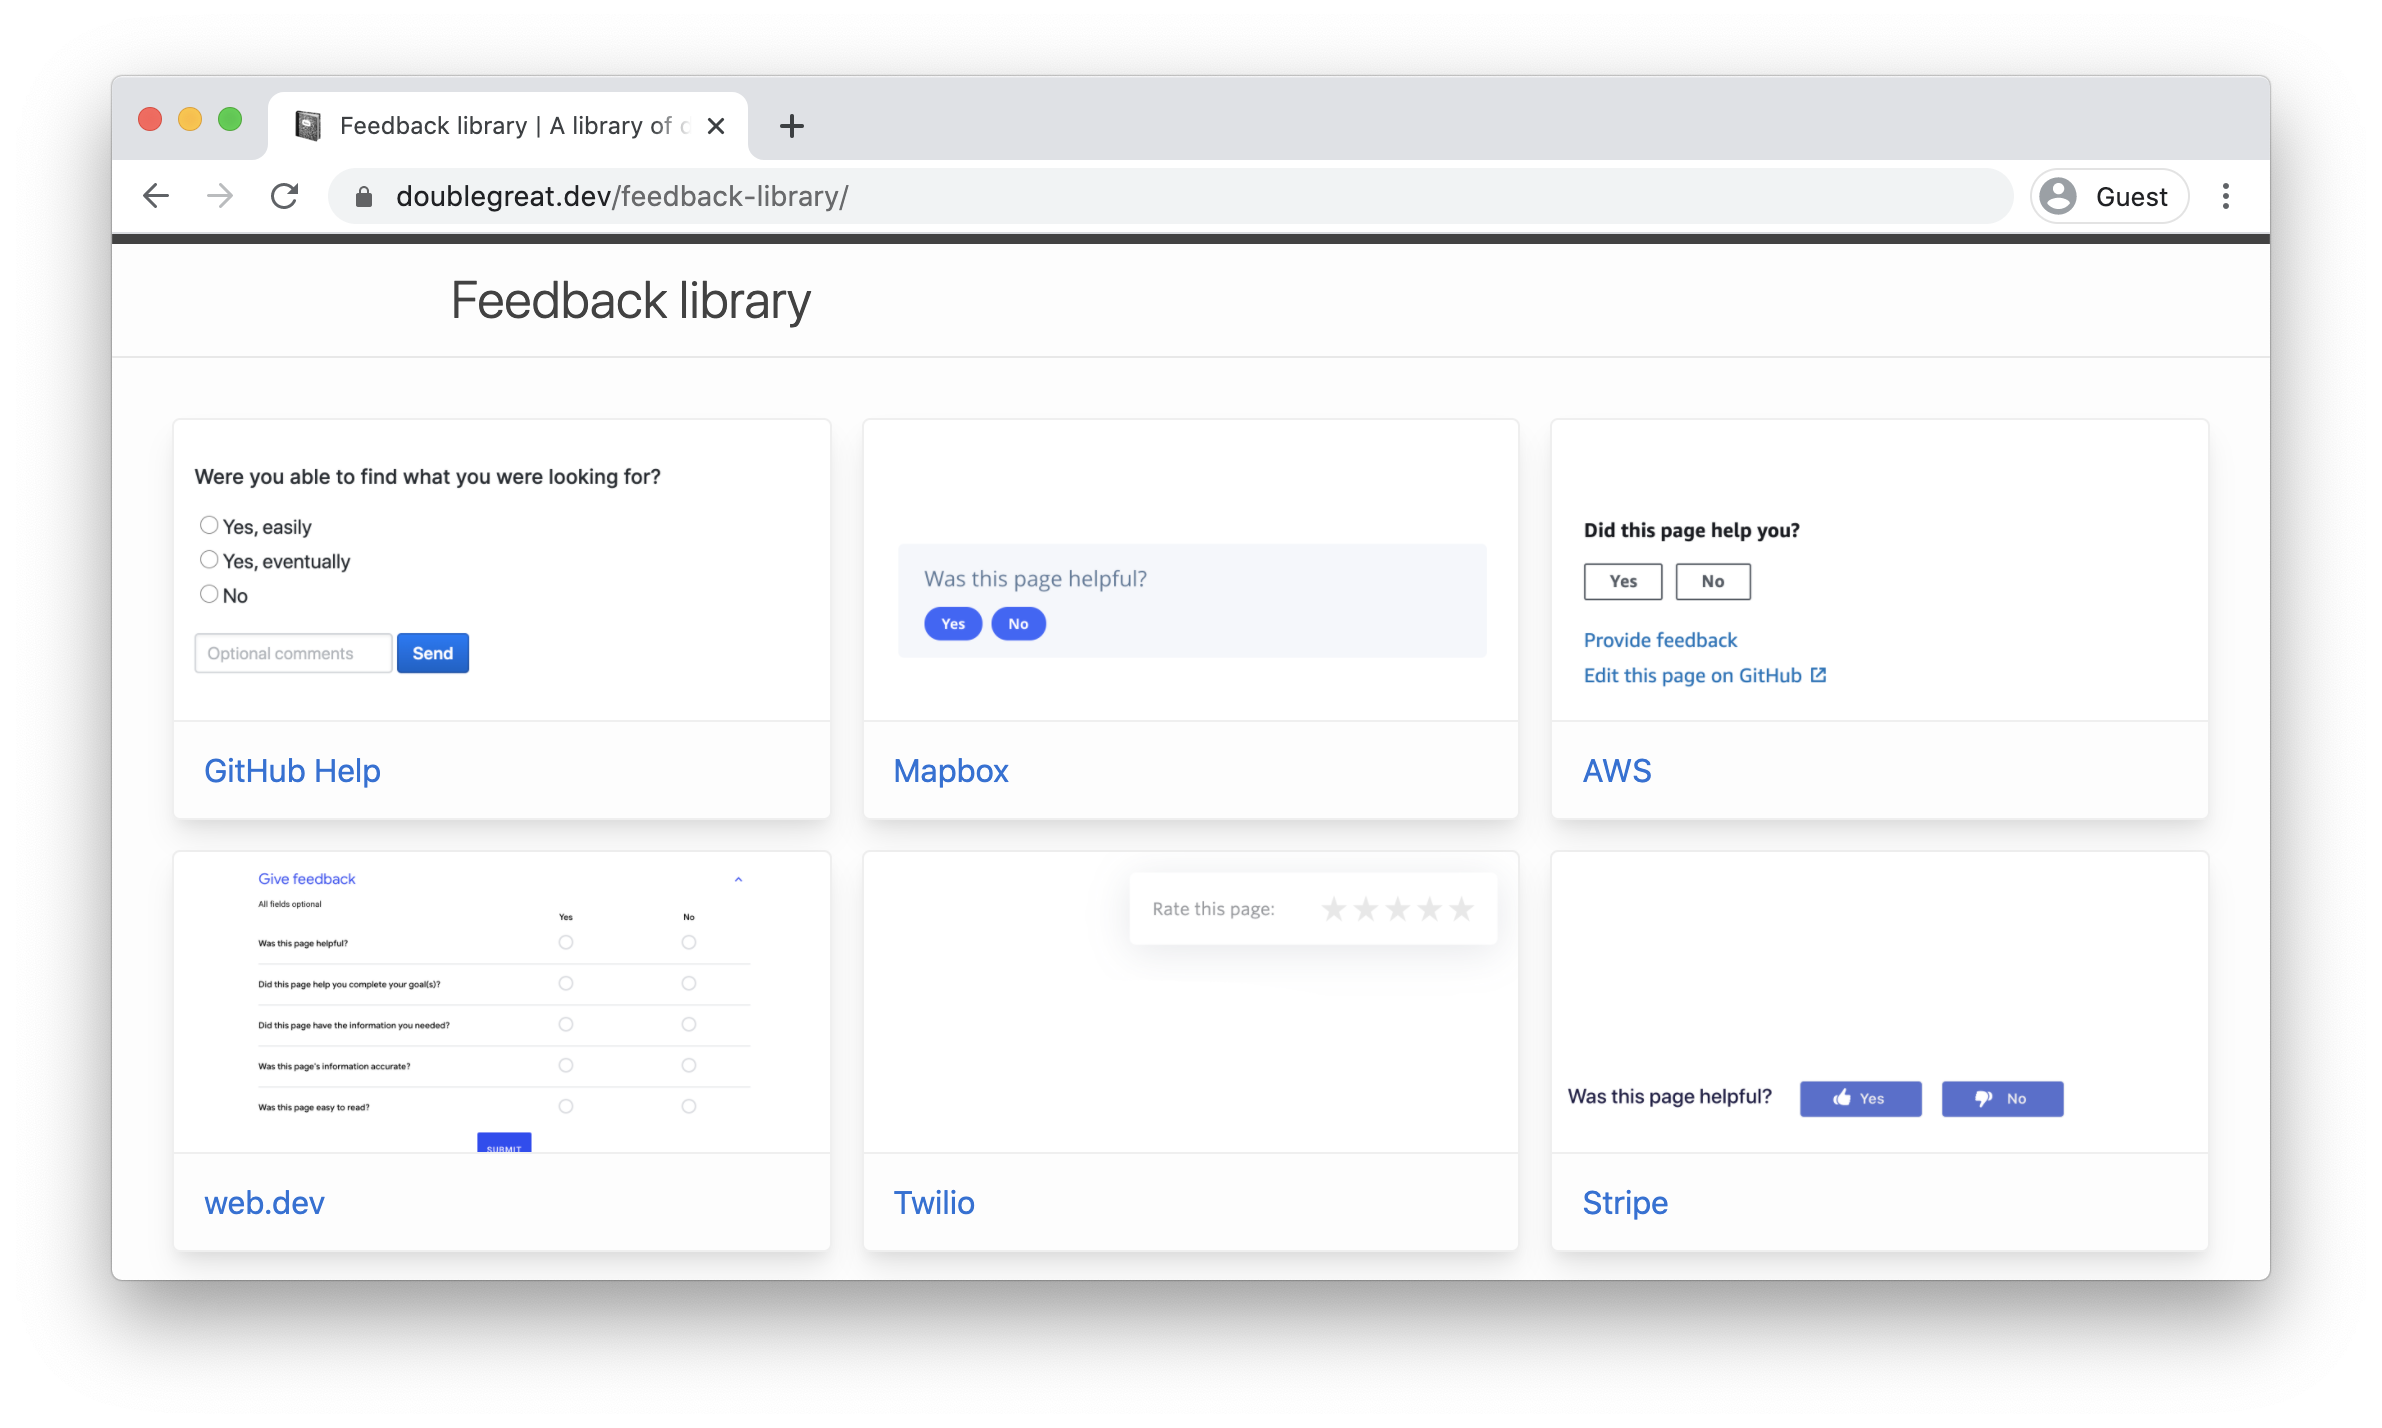 Feedback library | A library of
doublegreat.dev/feedback-library/
Guest
Feedback library
Were you able to find what you were looking for?
Yes, easily
Yes, eventually
No
Optional comments
Send
GitHub Help
Was this page helpful?
Yes
No
Mapbox
Did this page help you?
Yes
No
Provide feedback
Edit this page on GitHub
AWS
Give feedback
All fields optional
Yes
No
Was this page helpful?
Did this page help you complete your goal(s)?
Did this page have the information you needed?
Was this page's information accurate?
Was this page easy to read?
SUBMIT
web.dev
Rate this page:
Twilio
Was this page helpful?
Yes
No
Stripe